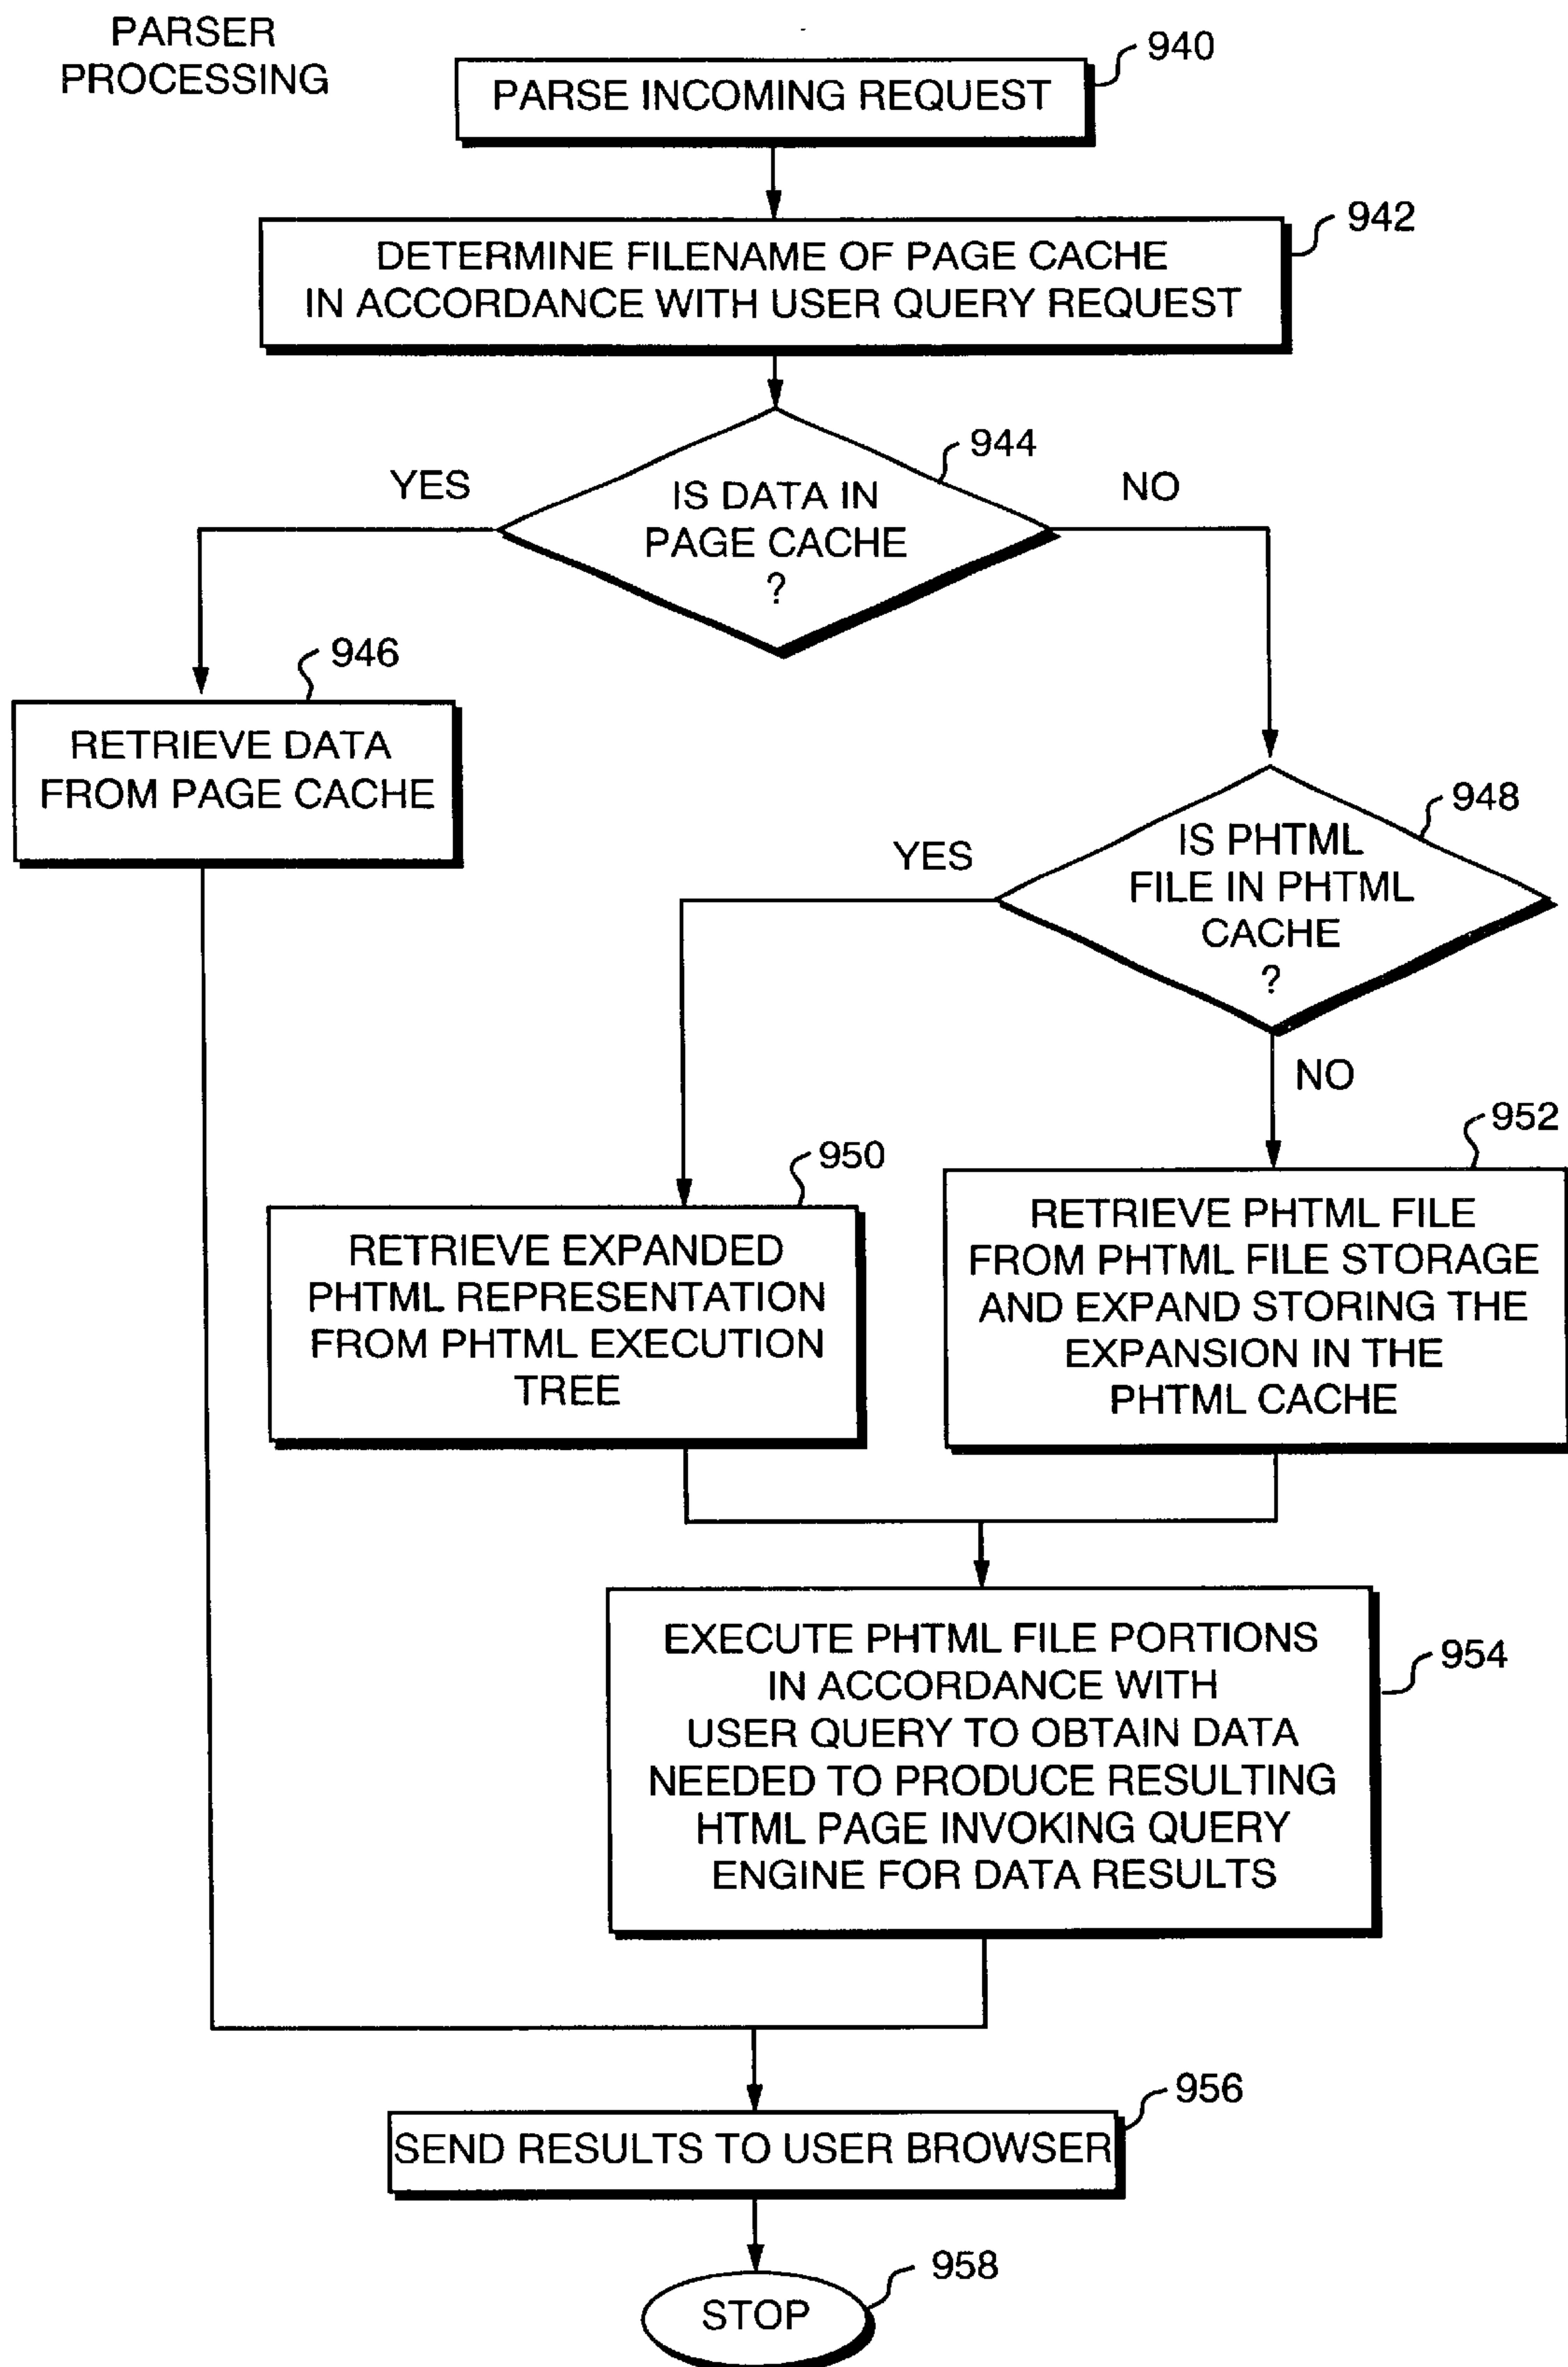 PARSER
PROCESSING
940
PARSE INCOMING REQUEST
942
DETERMINE FILENAME OF PAGE CACHE
IN ACCORDANCE WITH USER QUERY REQUEST
944
YES
NO
IS DATA IN
PAGE CACHE
?
946
RETRIEVE DATA
FROM PAGE CACHE
948
YES
IS PHTML
FILE IN PHTML
CACHE
?
NO
950
RETRIEVE EXPANDED
PHTML REPRESENTATION
FROM PHTML EXECUTION
TREE
952
RETRIEVE PHTML FILE
FROM PHTML FILE STORAGE
AND EXPAND STORING THE
EXPANSION IN THE
PHTML CACHE
954
EXECUTE PHTML FILE PORTIONS
IN ACCORDANCE WITH
USER QUERY TO OBTAIN DATA
NEEDED TO PRODUCE RESULTING
HTML PAGE INVOKING QUERY
ENGINE FOR DATA RESULTS
956
SEND RESULTS TO USER BROWSER
958
STOP